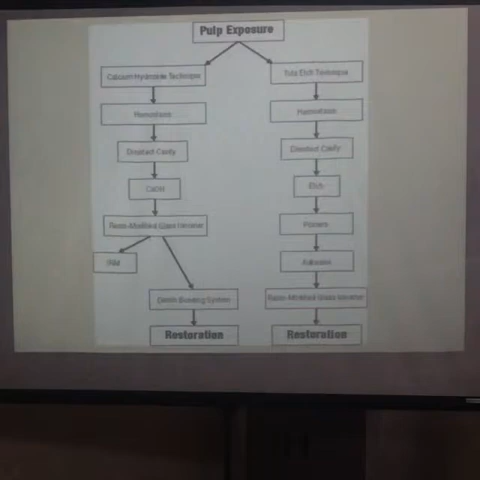 Pulp Exposure
Calcium Hydroxide Technique
Total Etch Technique
Hemostasis
Hemostasis
Disinfect Cavity
Disinfect Cavity
CaOH
Etch
Resin-Modified Glass Ionomer
Primers
IRM
Adhesive
Dentin Bonding System
Resin-Modified Glass Ionomer
Restoration
Restoration